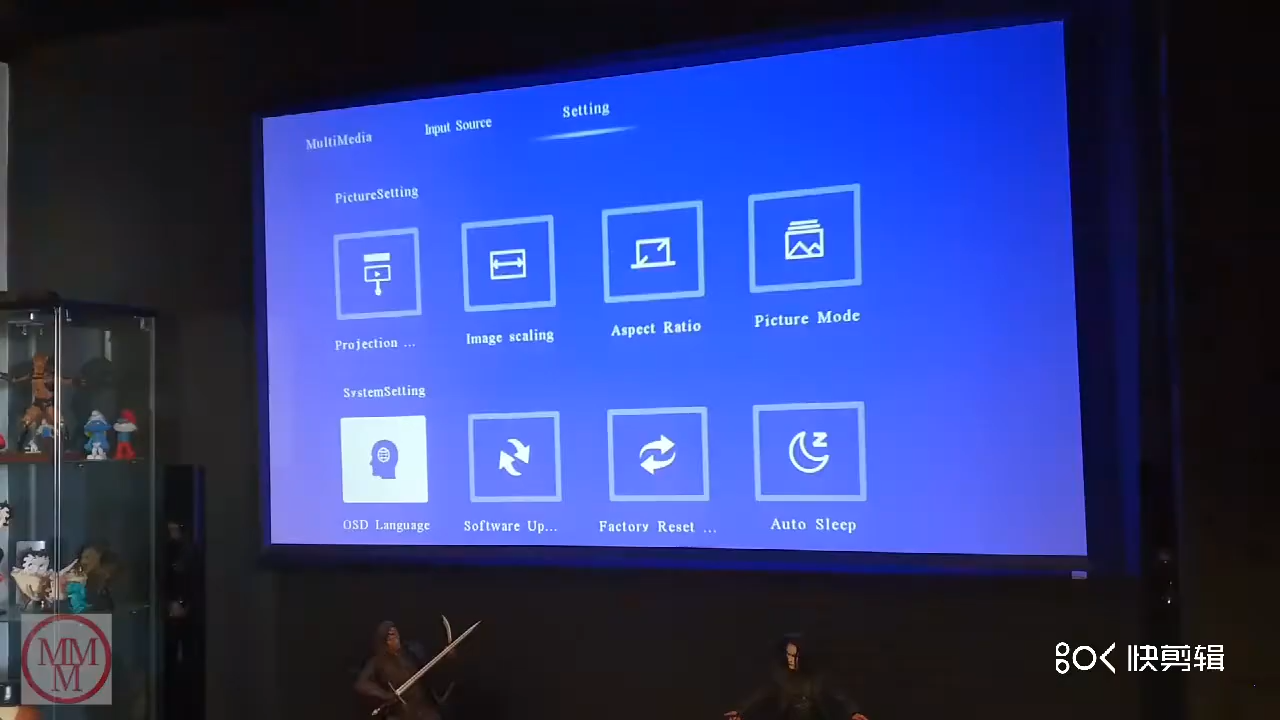 MultiMedia
Input Source
Setting
PictureSetting
Projection ...
Image scaling
Aspect Ratio
Picture Mode
SystemSetting
OSD Language
Software Up...
Factory Reset ...
Auto Sleep
MM
M
快剪辑